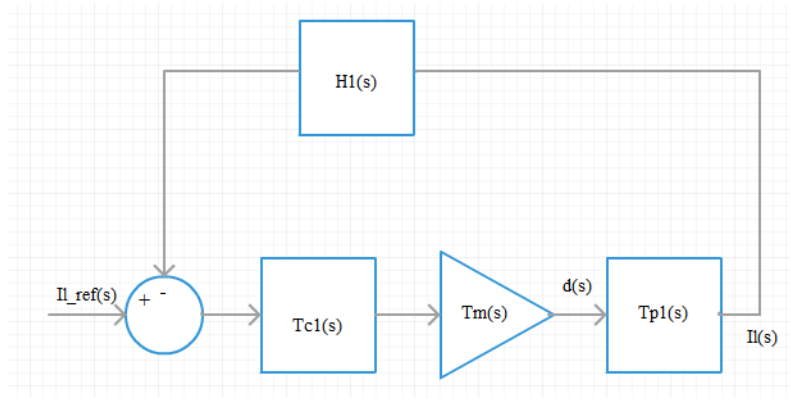 H1(s)
Il_ref(s)
+ -
Tc1(s)
Tm(s)
d(s)
Tp1(s)
Il(s)